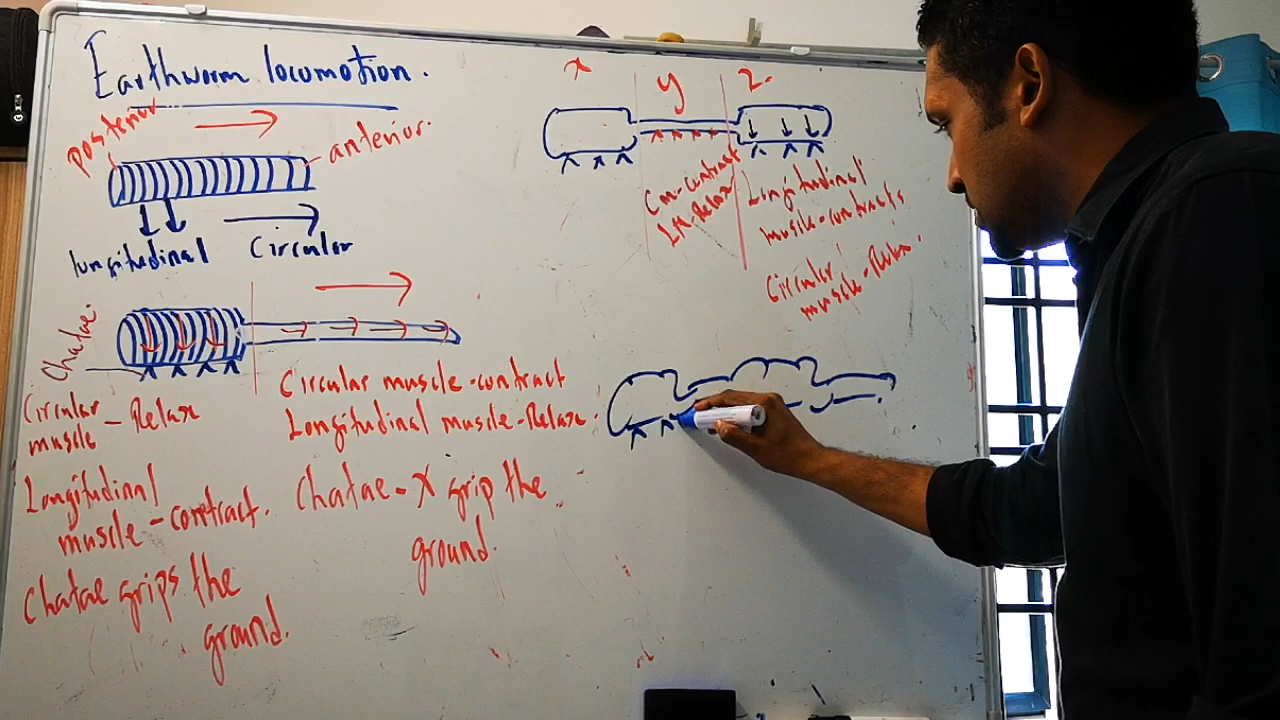 Earthworm locomotion.
posterior
anterior.
longitudinal Circular
Chatae.
Circular
muscle - Relax
Longitudinal
muscle - contract.
Chatae grips the
ground.
Circular muscle - contract
Longitudinal muscle - Relax.
Chatae - X grip the
ground.
x y z.
Cm - contract
LM - Relax
Longitudinal
muscle - contracts
Circular
muscle - Relax.